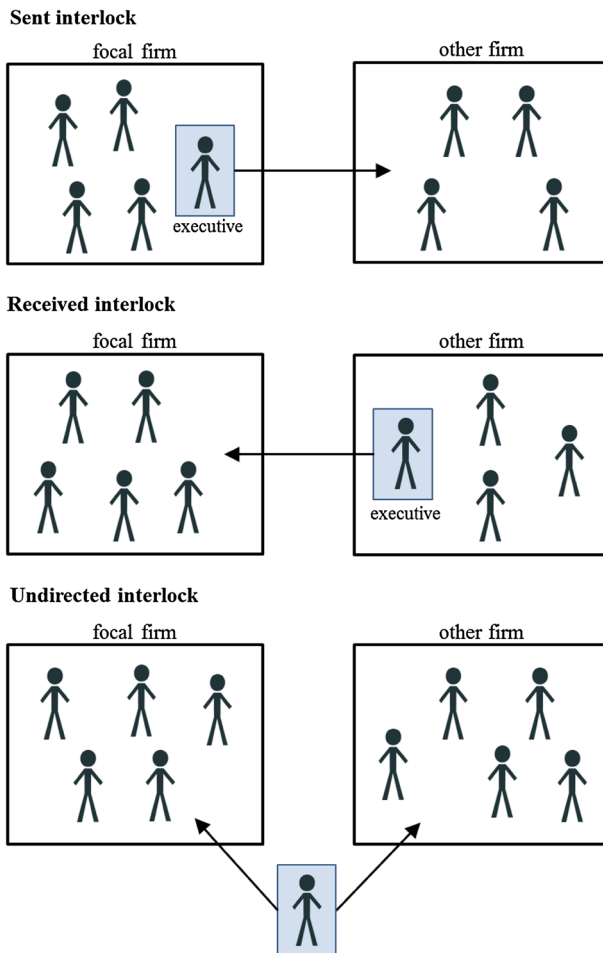 Sent interlock
focal firm
other firm
executive
Received interlock
focal firm
other firm
executive
Undirected interlock
focal firm
other firm